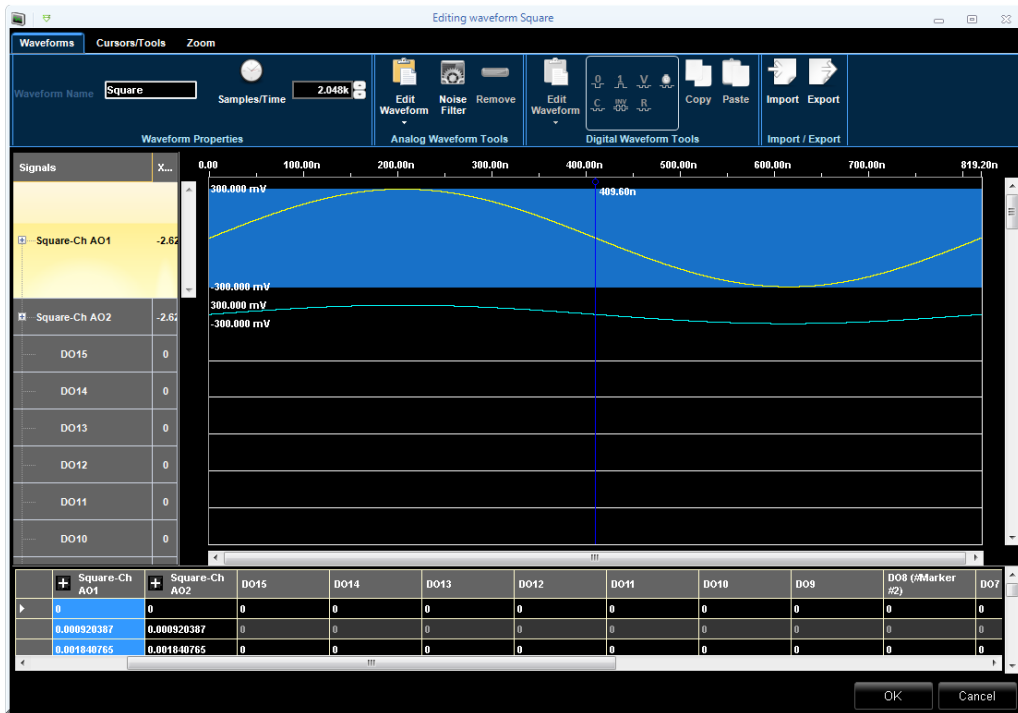 Editing waveform Square
Waveforms Cursors/Tools Zoom
Waveform Name Square
Samples/Time 2.048k
Edit Waveform
Noise Filter
Remove
Edit Waveform
0 1 V
C INV R
Copy Paste
Import Export
Waveform Properties
Analog Waveform Tools
Digital Waveform Tools
Import / Export
Signals X...
0.00 100.00n 200.00n 300.00n 400.00n 500.00n 600.00n 700.00n 819.20n
300.000 mV
409.60n
Square-Ch AO1 -2.62
-300.000 mV
300.000 mV
Square-Ch AO2 -2.62
-300.000 mV
DO15 0
DO14 0
DO13 0
DO12 0
DO11 0
DO10 0
Square-Ch AO1
Square-Ch AO2
DO15 DO14 DO13 DO12 DO11 DO10 DO9
DO8 (#Marker #2)
DO7
0 0 0 0 0 0 0 0 0 0 0
0.000920387 0.000920387 0 0 0 0 0 0 0 0 0
0.001840765 0.001840765 0 0 0 0 0 0 0 0 0
OK Cancel